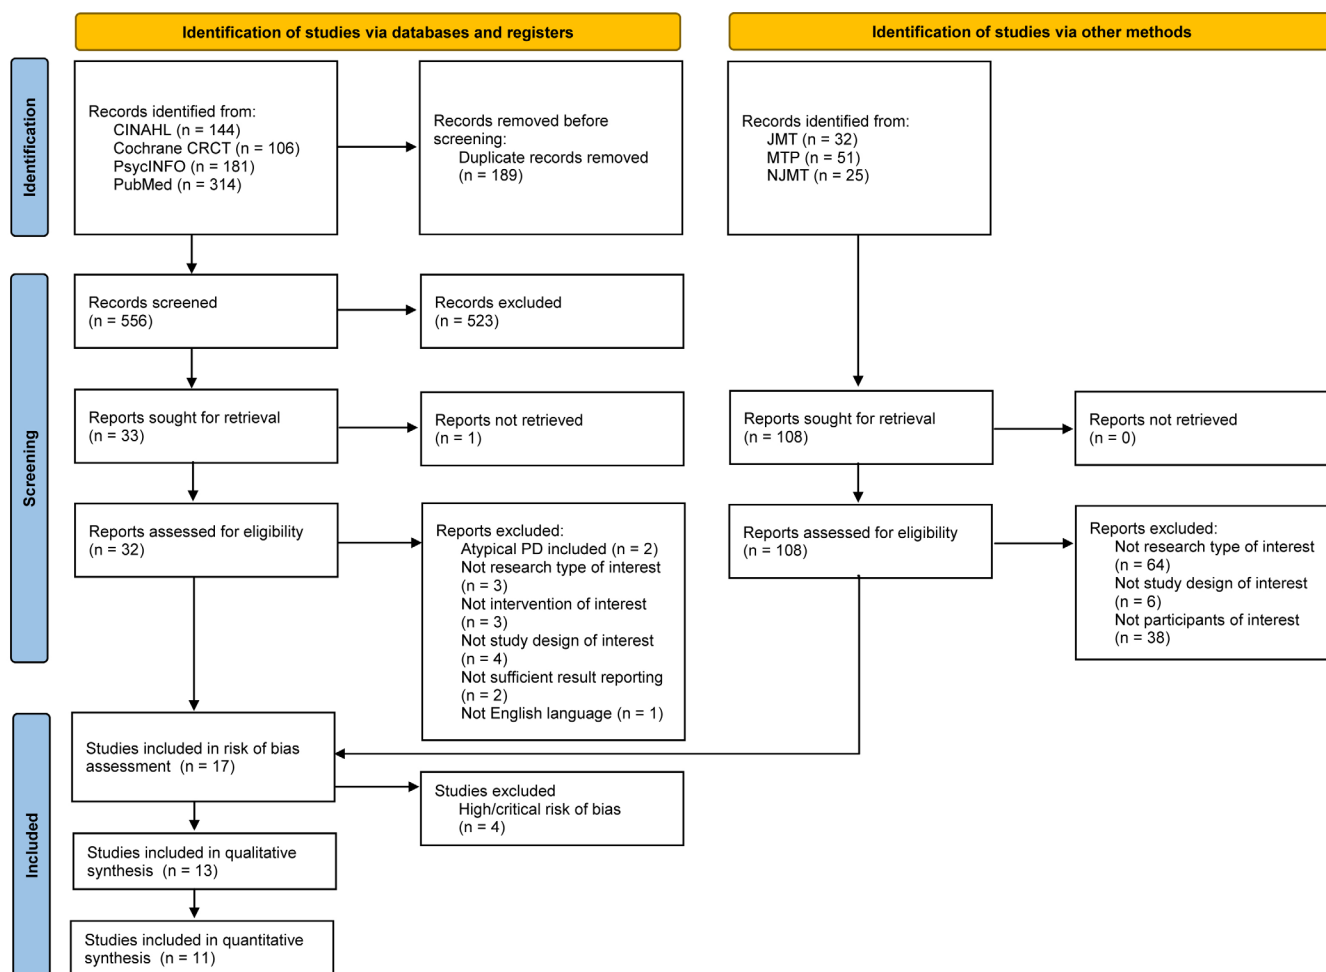 Identification of studies via databases and registers
Identification of studies via other methods
Identification
Records identified from:
CINAHL (n = 144)
Cochrane CRCT (n = 106)
PsycINFO (n = 181)
PubMed (n = 314)
Records removed before
screening:
Duplicate records removed
(n = 189)
Records identified from:
JMT (n = 32)
MTP (n = 51)
NJMT (n = 25)
Screening
Records screened
(n = 556)
Records excluded
(n = 523)
Reports sought for retrieval
(n = 33)
Reports not retrieved
(n = 1)
Reports sought for retrieval
(n = 108)
Reports not retrieved
(n = 0)
Reports assessed for eligibility
(n = 32)
Reports excluded:
Atypical PD included (n = 2)
Not research type of interest
(n = 3)
Not intervention of interest
(n = 3)
Not study design of interest
(n = 4)
Not sufficient result reporting
(n = 2)
Not English language (n = 1)
Reports assessed for eligibility
(n = 108)
Reports excluded:
Not research type of interest
(n = 64)
Not study design of interest
(n = 6)
Not participants of interest
(n = 38)
Included
Studies included in risk of bias
assessment (n = 17)
Studies excluded
High/critical risk of bias
(n = 4)
Studies included in qualitative
synthesis (n = 13)
Studies included in quantitative
synthesis (n = 11)